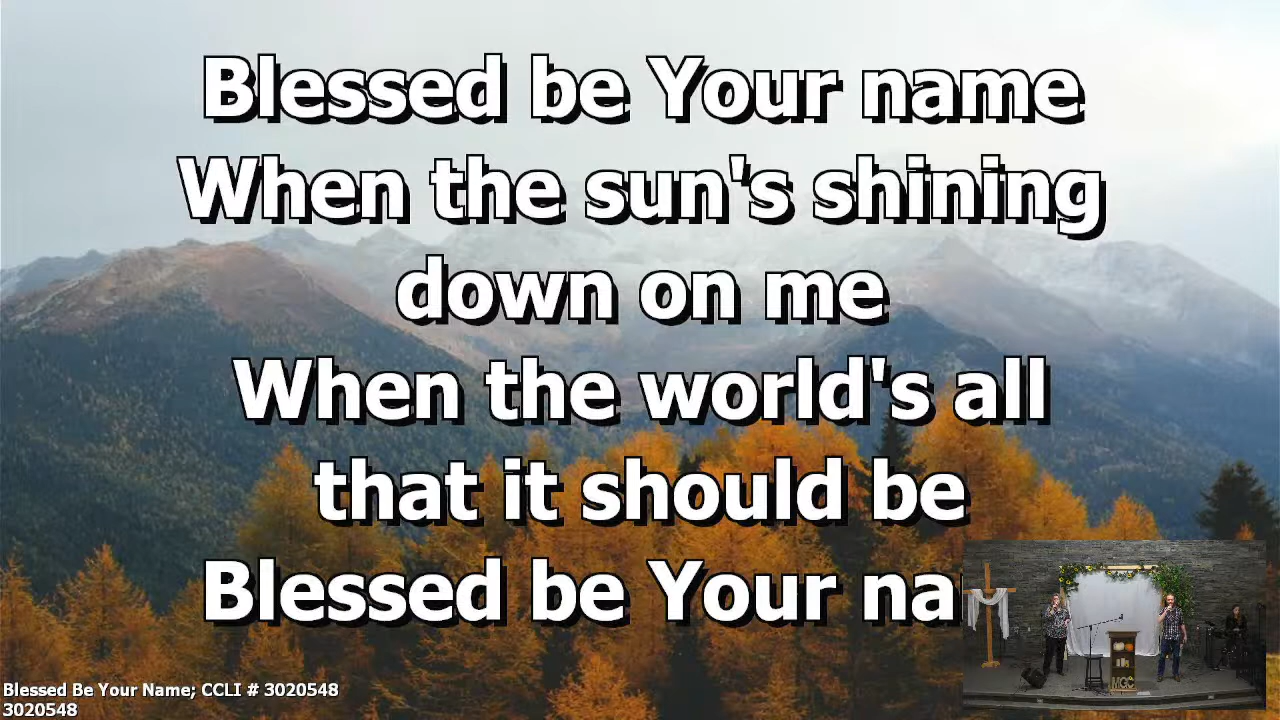 Blessed be Your name
When the sun's shining
down on me
When the world's all
that it should be
Blessed be Your na
MGC
Blessed Be Your Name; CCLI # 3020548
3020548